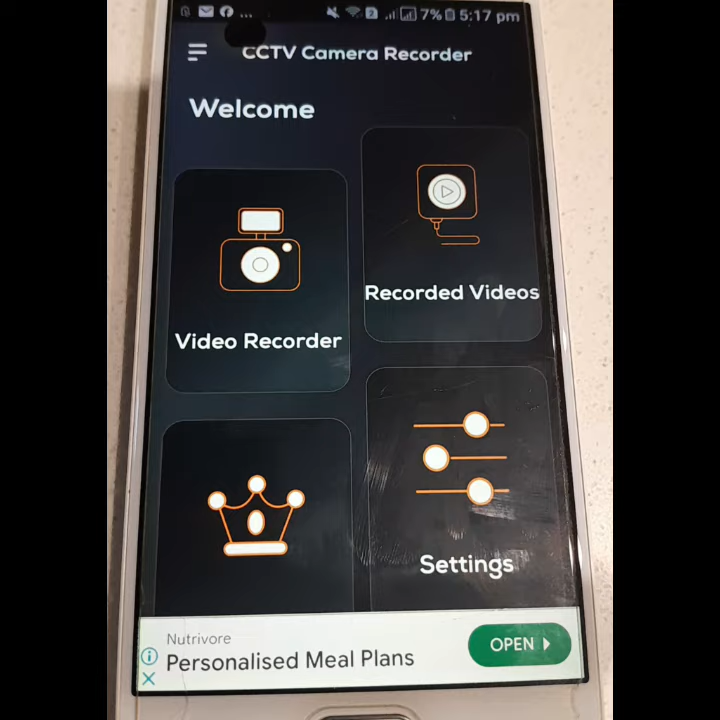 7% 5:17 pm
CCTV Camera Recorder
Welcome
Recorded Videos
Video Recorder
Settings
Nutrivore
Personalised Meal Plans
OPEN